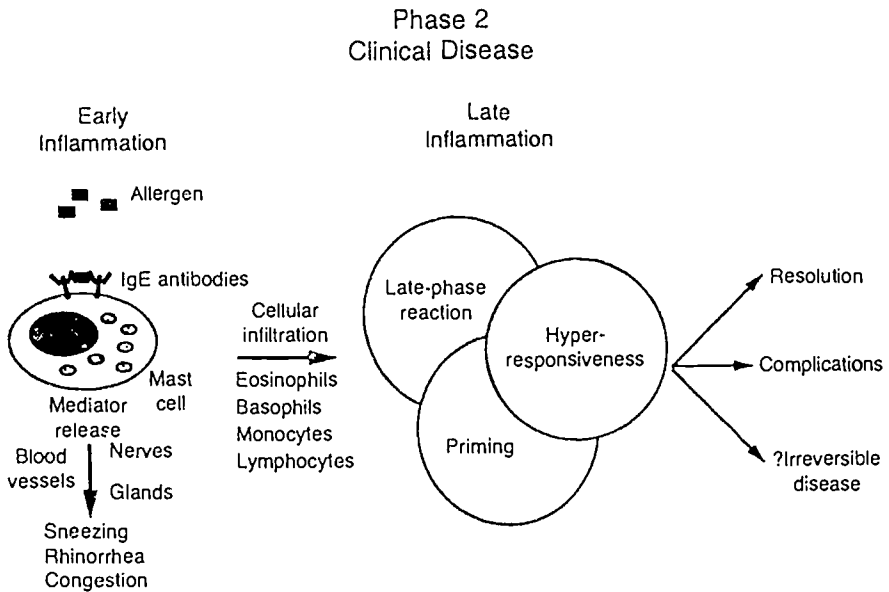 Phase 2
Clinical Disease
Early
Inflammation
Late
Inflammation
Allergen
IgE antibodies
Mast
cell
Mediator
release
Blood
vessels
Nerves
Glands
Sneezing
Rhinorrhea
Congestion
Cellular
infiltration
Eosinophils
Basophils
Monocytes
Lymphocytes
Late-phase
reaction
Hyper-
responsiveness
Priming
Resolution
Complications
?Irreversible
disease